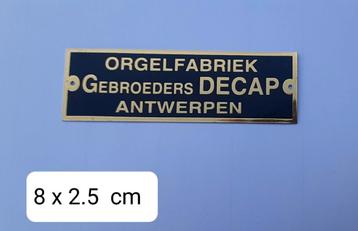 ORGELFABRIEK
GEBROEDERS DECAP
ANTWERPEN
8 x 2.5 cm